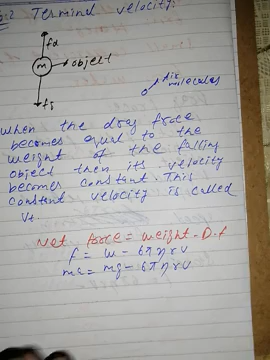 Terminal velocity:
fd
m
object
Air
molecules
fg
When the drag force
becomes equal to the
weight of the falling
object then its velocity
becomes constant. This
constant velocity is called
Vt.
Net force = weight - D.f
f = w - 6πηrv
ma = mg - 6πηrv